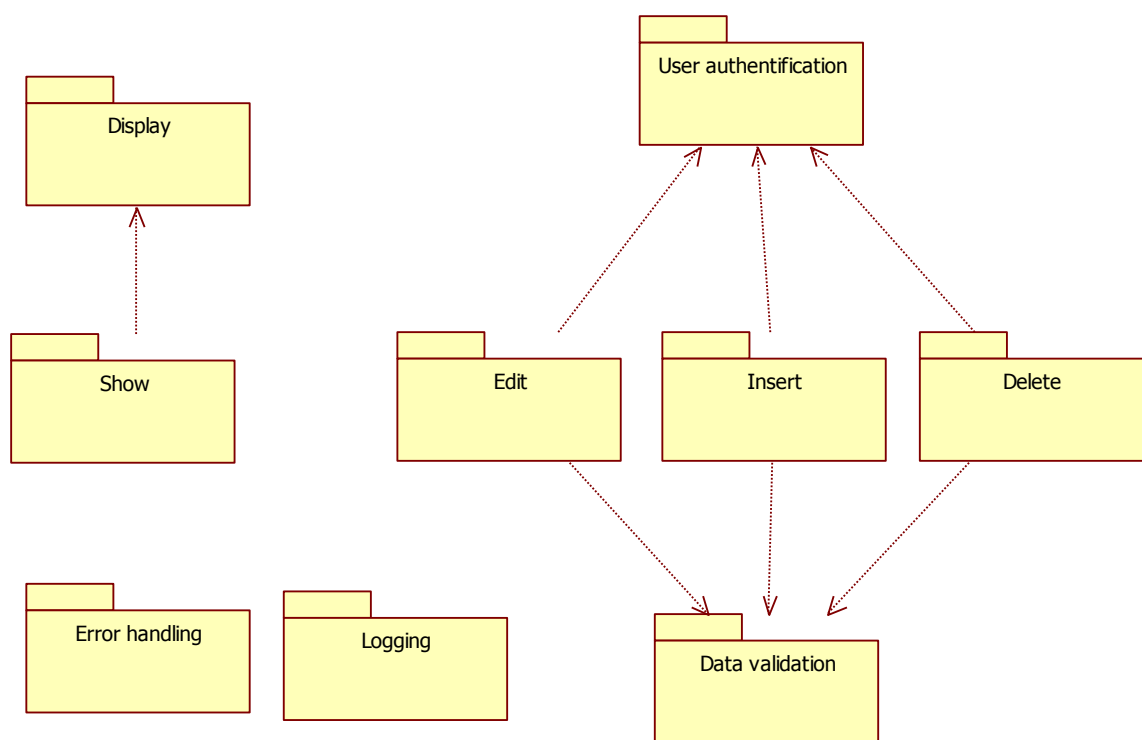 User authentification
Display
Show
Edit
Insert
Delete
Error handling
Logging
Data validation